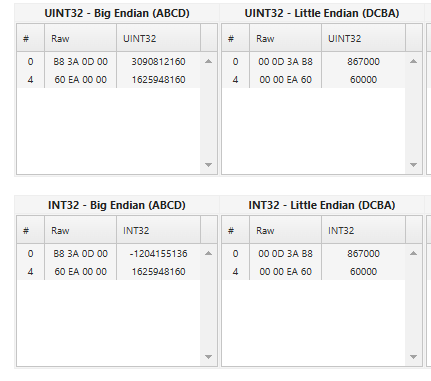 UINT32 - Big Endian (ABCD) UINT32 - Little Endian (DCBA)
# Raw UINT32 # Raw UINT32
0 B8 3A 0D 00 3090812160 0 00 0D 3A B8 867000
4 60 EA 00 00 1625948160 4 00 00 EA 60 60000
INT32 - Big Endian (ABCD) INT32 - Little Endian (DCBA)
# Raw INT32 # Raw INT32
0 B8 3A 0D 00 -1204155136 0 00 0D 3A B8 867000
4 60 EA 00 00 1625948160 4 00 00 EA 60 60000